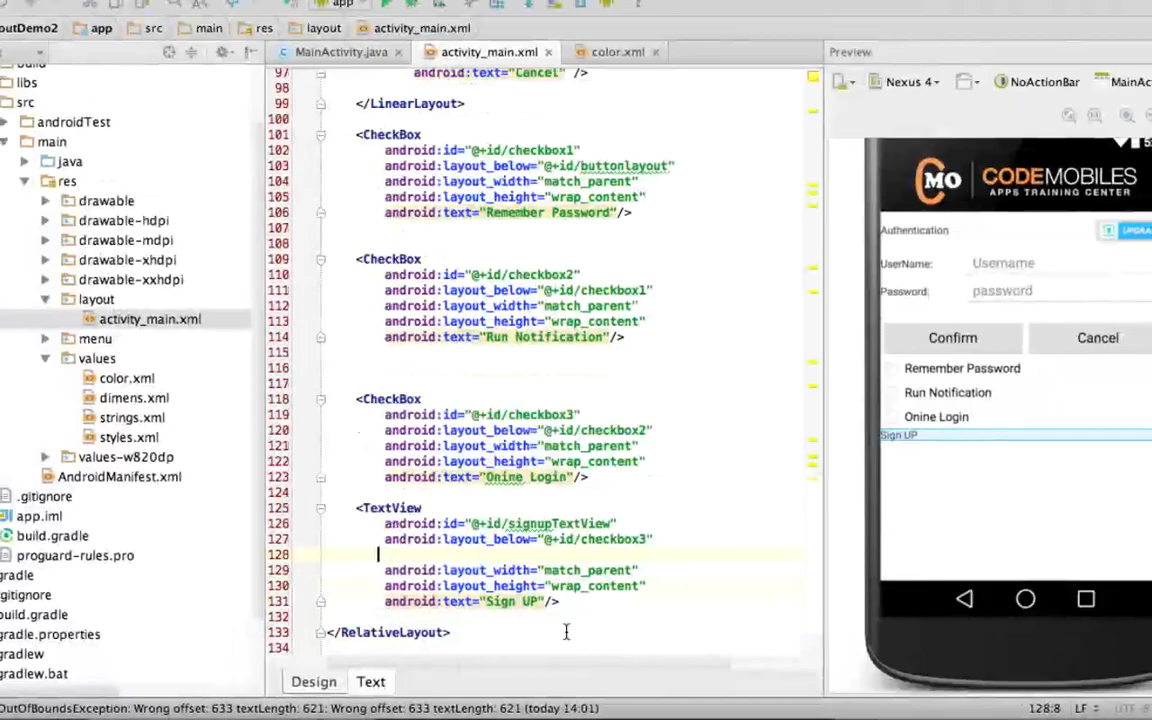 app
outDemo2 app src main res layout activity_main.xml
MainActivity.java activity_main.xml color.xml
Preview
libs
src
androidTest
main
java
res
drawable
drawable-hdpi
drawable-mdpi
drawable-xhdpi
drawable-xxhdpi
layout
activity_main.xml
menu
values
color.xml
dimens.xml
strings.xml
styles.xml
values-w820dp
AndroidManifest.xml
.gitignore
app.iml
build.gradle
proguard-rules.pro
gradle
gitignore
build.gradle
gradle.properties
gradlew
gradlew.bat
97 android:text="Cancel" />
98
99 </LinearLayout>
100
101 <CheckBox
102 android:id="@+id/checkbox1"
103 android:layout_below="@+id/buttonlayout"
104 android:layout_width="match_parent"
105 android:layout_height="wrap_content"
106 android:text="Remember Password"/>
107
108
109 <CheckBox
110 android:id="@+id/checkbox2"
111 android:layout_below="@+id/checkbox1"
112 android:layout_width="match_parent"
113 android:layout_height="wrap_content"
114 android:text="Run Notification"/>
115
116
117
118 <CheckBox
119 android:id="@+id/checkbox3"
120 android:layout_below="@+id/checkbox2"
121 android:layout_width="match_parent"
122 android:layout_height="wrap_content"
123 android:text="Onine Login"/>
124
125 <TextView
126 android:id="@+id/signupTextView"
127 android:layout_below="@+id/checkbox3"
128
129 android:layout_width="match_parent"
130 android:layout_height="wrap_content"
131 android:text="Sign UP"/>
132
133 </RelativeLayout>
134
Design Text
Nexus 4 NoActionBar MainAc
CMO CODEMOBILES
APPS TRAINING CENTER
Authentication UPGRA
UserName: Username
Password: password
Confirm Cancel
Remember Password
Run Notification
Onine Login
Sign UP
OutOfBoundsException: Wrong offset: 633 textLength: 621: Wrong offset: 633 textLength: 621 (today 14:01) 128:8 LF